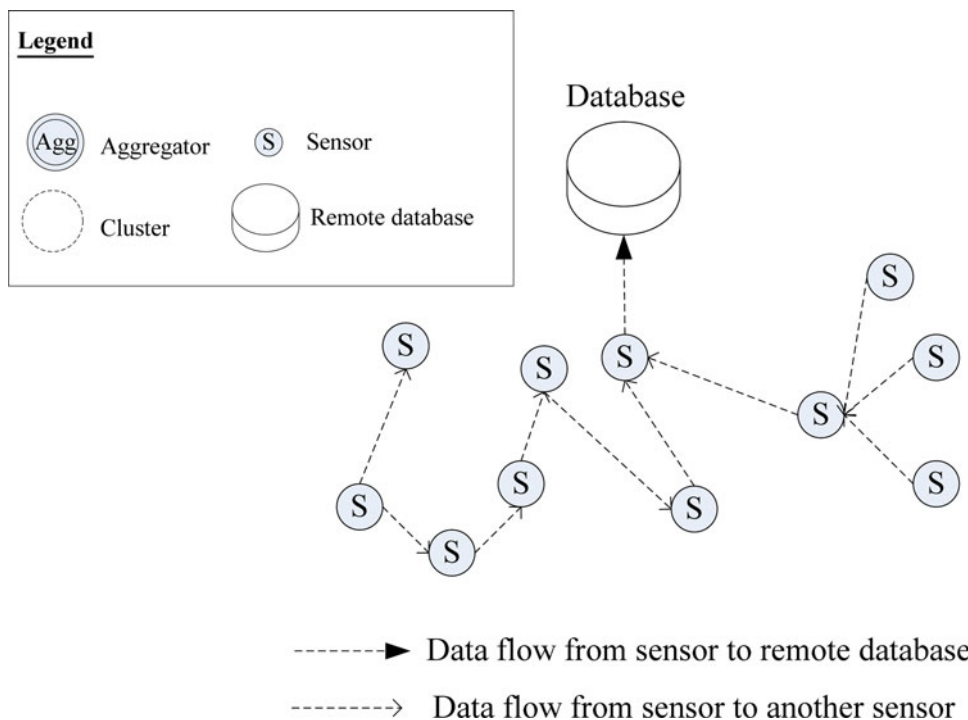 Legend
Agg Aggregator
S Sensor
Cluster
Remote database
Database
S
S
S
S
S
S
S
S
S
S
S
Data flow from sensor to remote database
Data flow from sensor to another sensor